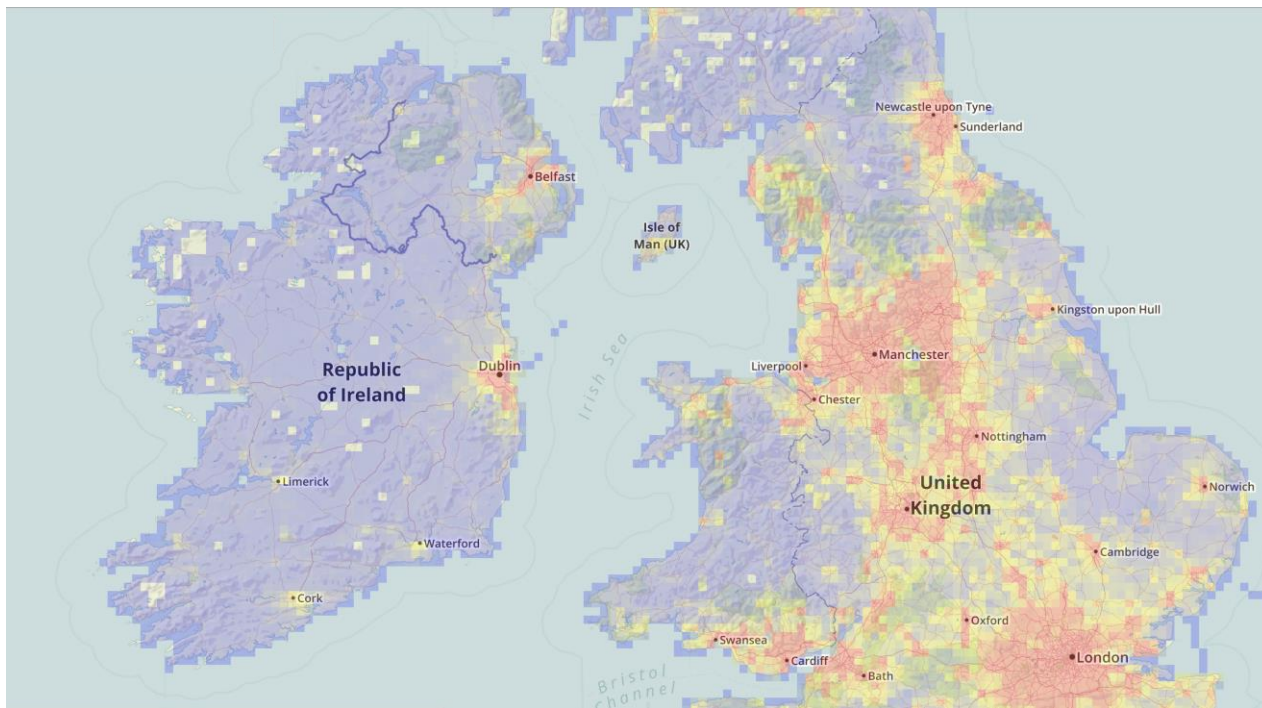 Newcastle upon Tyne
Sunderland
Belfast
Isle of
Man (UK)
Kingston upon Hull
Irish Sea
Manchester
Dublin
Liverpool
Republic
of Ireland
Chester
Nottingham
Limerick
United
Kingdom
Norwich
Waterford
Cambridge
Cork
Oxford
Swansea
Cardiff
London
Bath
Bristol
Channel